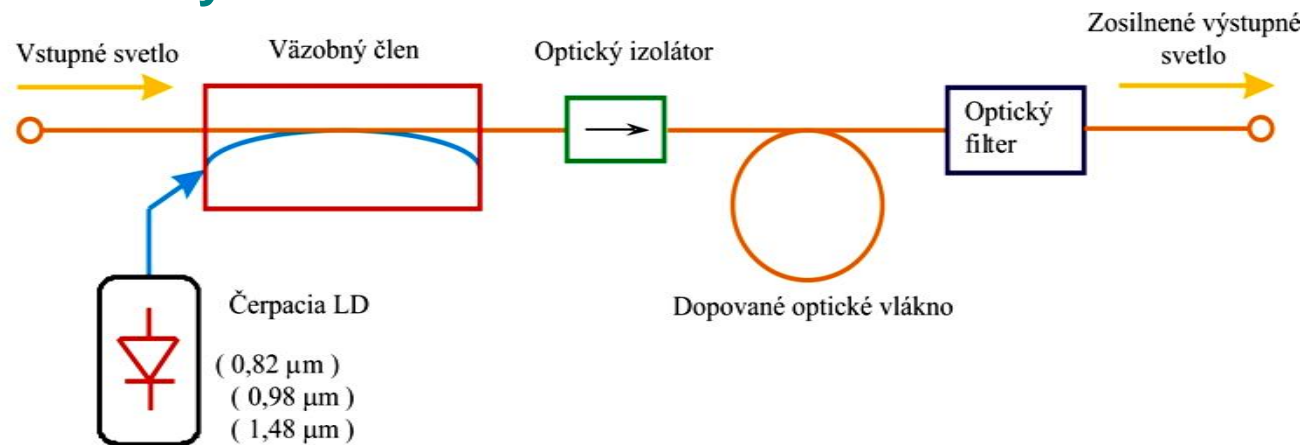 Vstupné svetlo
Väzobný člen
Optický izolátor
Zosilnené výstupné
svetlo
Optický
filter
Čerpacia LD
Dopované optické vlákno
( 0,82 μm )
( 0,98 μm )
( 1,48 μm )